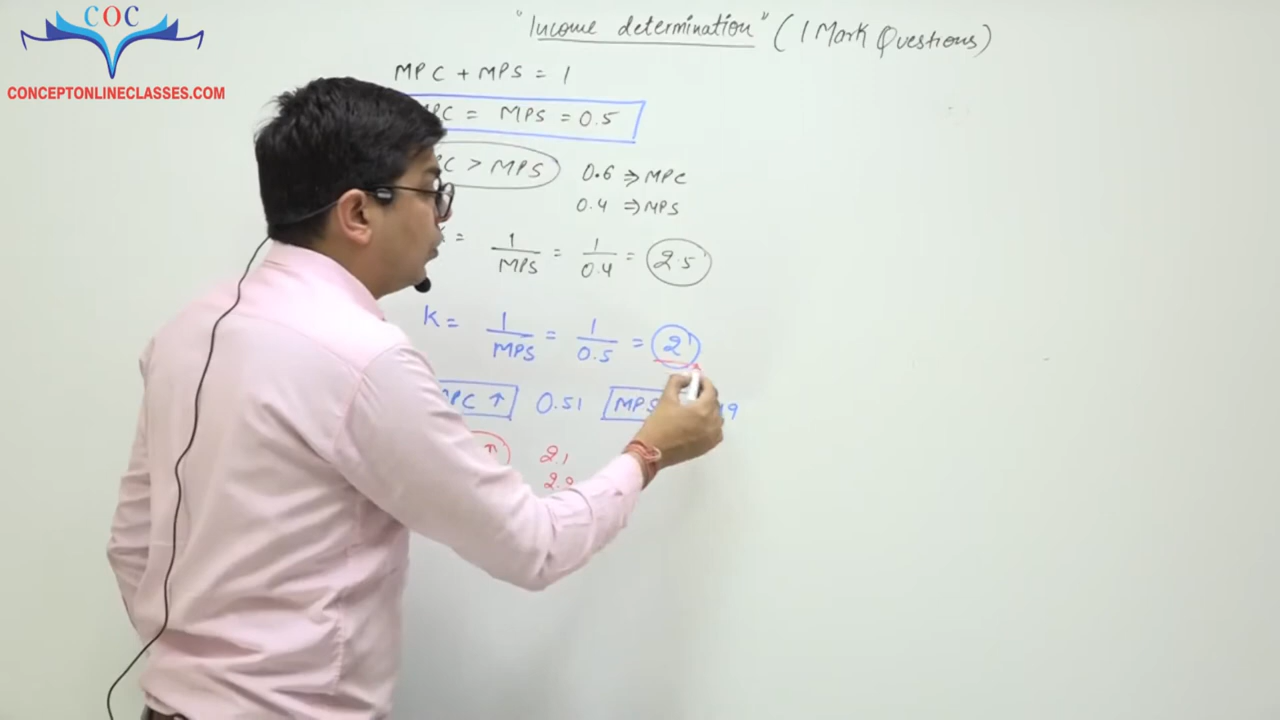 COC
CONCEPTONLINECLASSES.COM
"Income determination" (1 Mark Questions)
MPC + MPS = 1
= MPS = 0.5
> MPS
0.6 ⇒ MPC
0.4 ⇒ MPS
= 1/MPS = 1/0.4 = 2.5
K = 1/MPS = 1/0.5 = 2
↑ 0.51 MPS
↑ 2.1